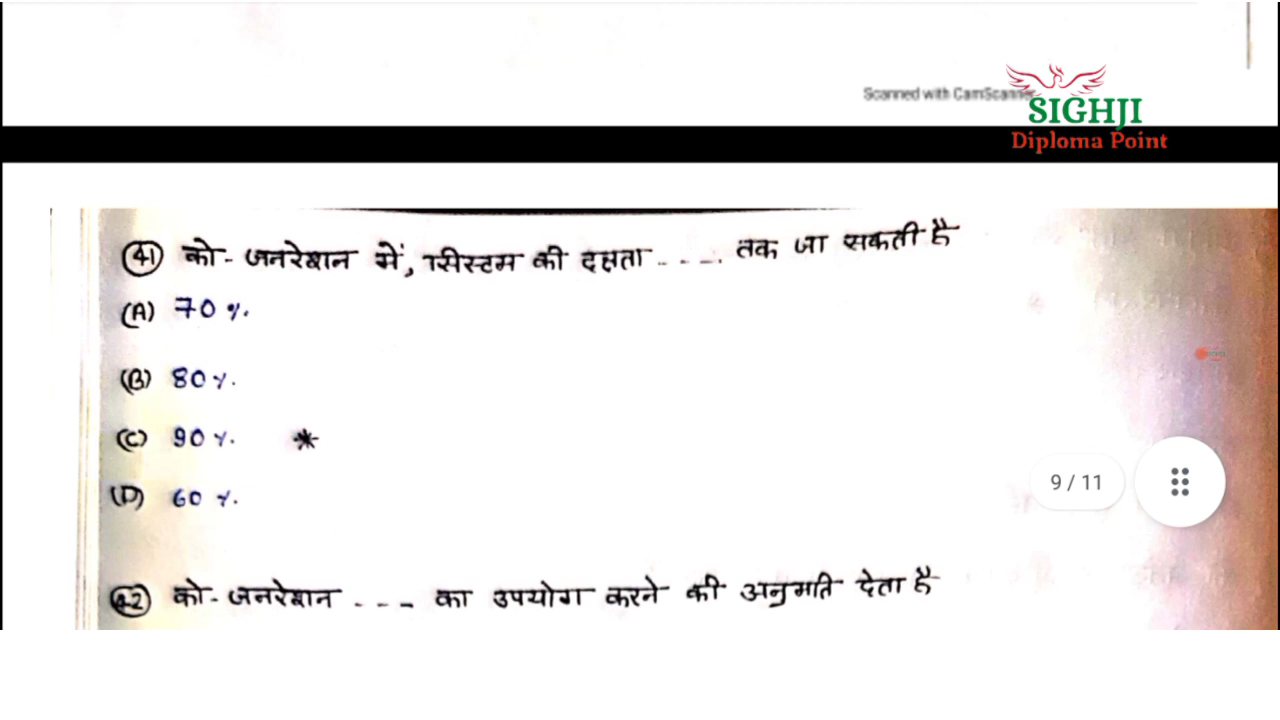 Scanned with CamScanner
SIGHJI
Diploma Point
(41) को-जनरेशन में, सिस्टम की दक्षता - - - - तक जा सकती है
(A) 70 %.
(B) 80 %.
(C) 90 %. *
(D) 60 %.
9 / 11
(42) को-जनरेशन - - - का उपयोग करने की अनुमति देता है